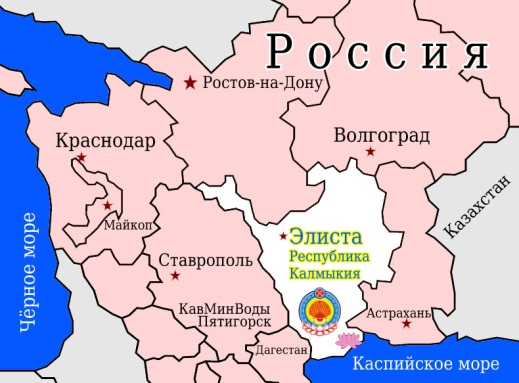 Россия
Ростов-на-Дону
Краснодар
Волгоград
Казахстан
Майкоп
Чёрное море
Элиста
Республика
Калмыкия
Ставрополь
КавМинВоды
Пятигорск
Астрахань
Дагестан
Каспийское море